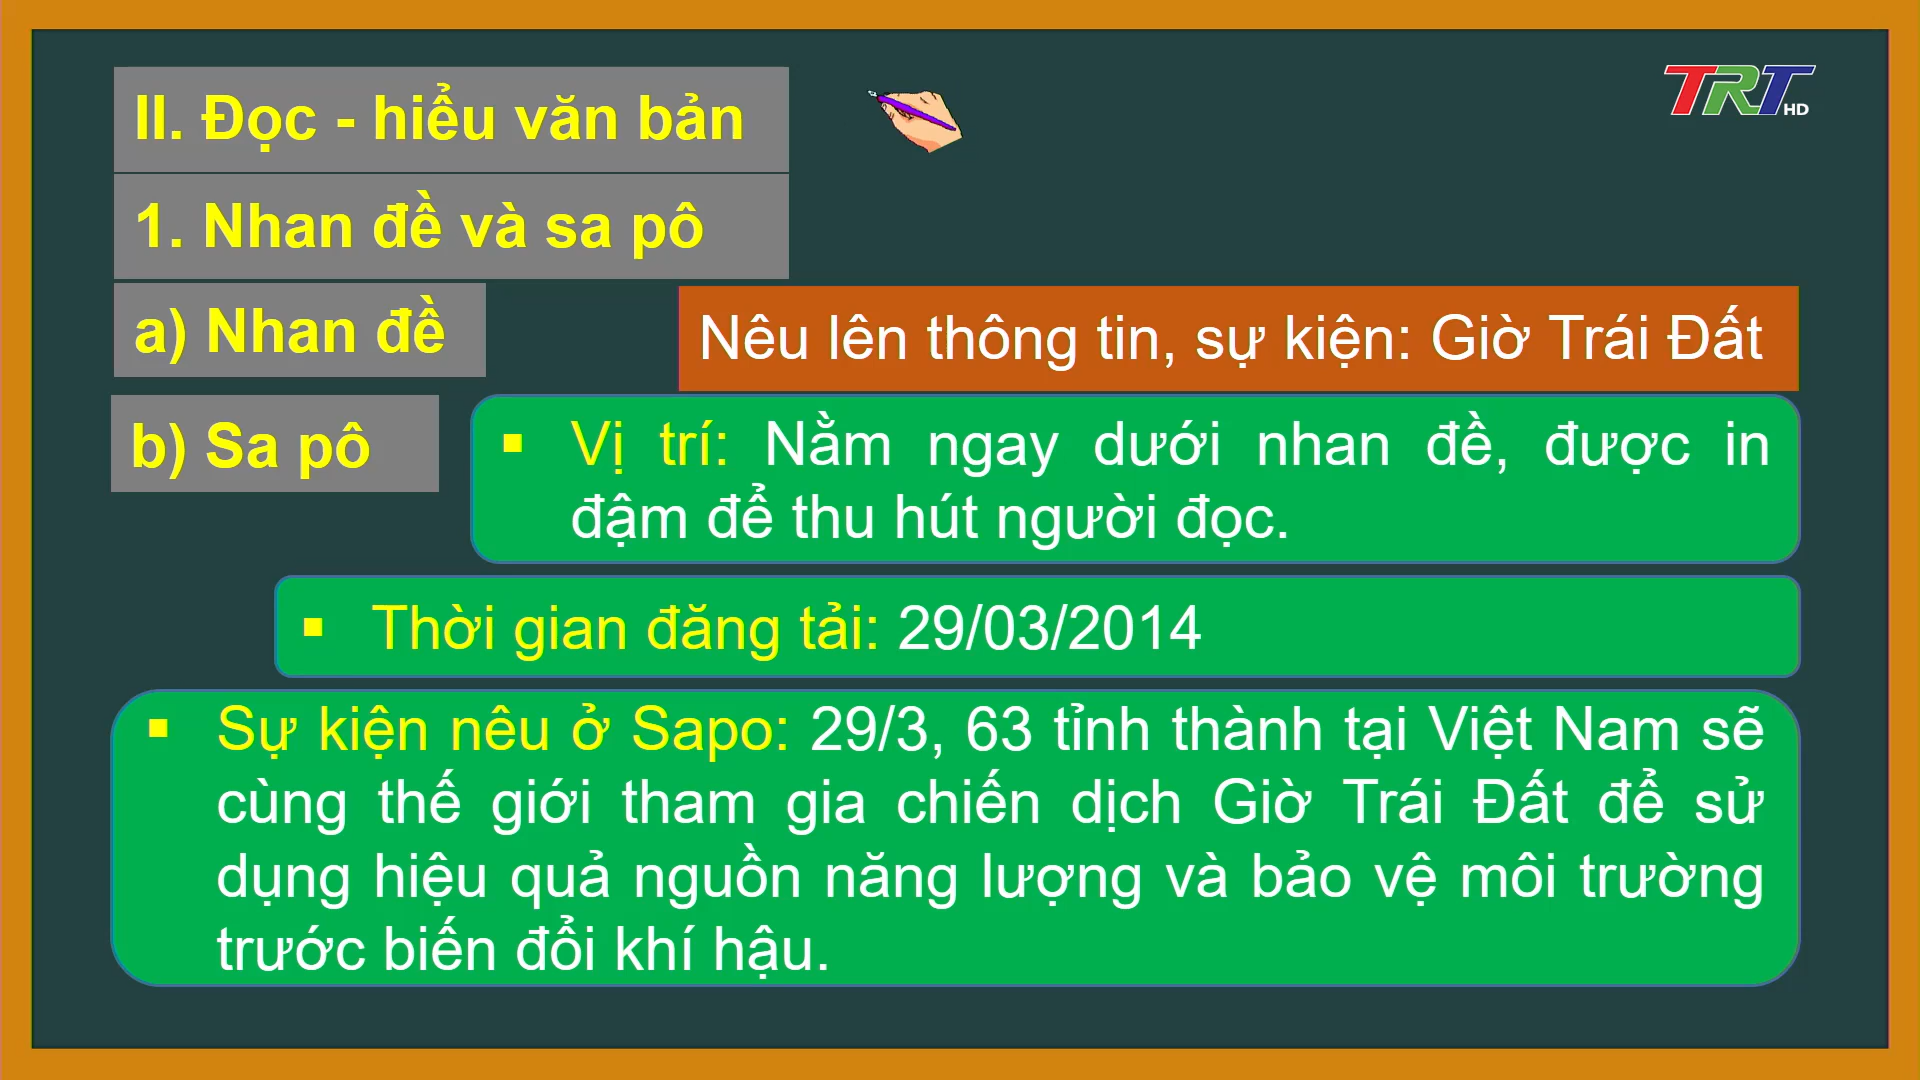 II. Đọc - hiểu văn bản
TRT HD
1. Nhan đề và sa pô
a) Nhan đề
Nêu lên thông tin, sự kiện: Giờ Trái Đất
b) Sa pô
▪ Vị trí: Nằm ngay dưới nhan đề, được in
đậm để thu hút người đọc.
▪ Thời gian đăng tải: 29/03/2014
▪ Sự kiện nêu ở Sapo: 29/3, 63 tỉnh thành tại Việt Nam sẽ
cùng thế giới tham gia chiến dịch Giờ Trái Đất để sử
dụng hiệu quả nguồn năng lượng và bảo vệ môi trường
trước biến đổi khí hậu.